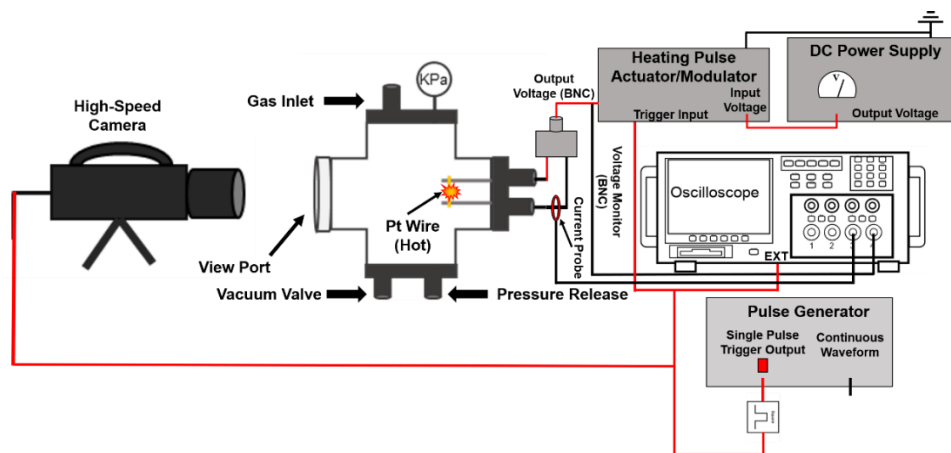 High-Speed
Camera
Gas Inlet
KPa
Output
Voltage (BNC)
Heating Pulse
Actuator/Modulator
Input
Voltage
Trigger Input
DC Power Supply
V
Output Voltage
Pt Wire
(Hot)
View Port
Vacuum Valve
Pressure Release
Current Probe
Voltage Monitor
(BNC)
Oscilloscope
1 2 3 4
EXT
Pulse Generator
Single Pulse
Trigger Output
Continuous
Waveform